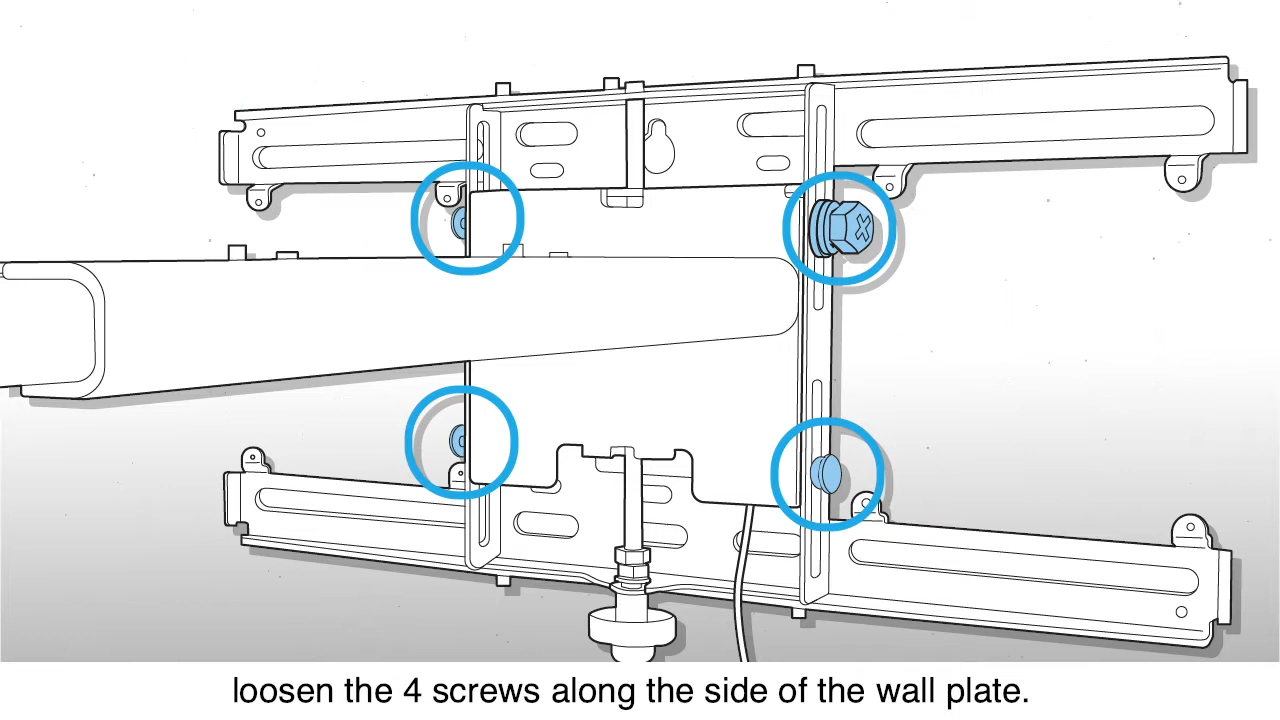 loosen the 4 screws along the side of the wall plate.